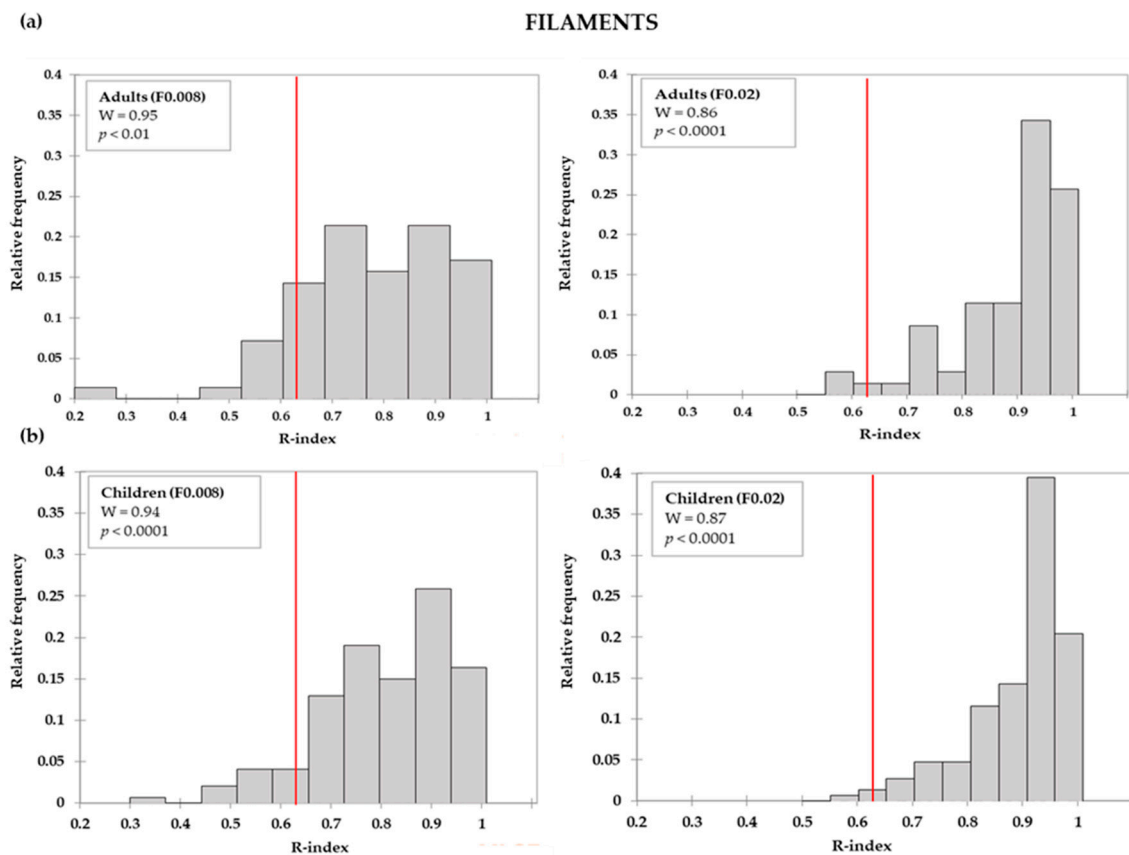 (a)
FILAMENTS
0.4
0.35
0.3
0.25
0.2
0.15
0.1
0.05
0
Relative frequency
Adults (F0.008)
W = 0.95
p < 0.01
0.2 0.3 0.4 0.5 0.6 0.7 0.8 0.9 1
R-index
0.4
0.35
0.3
0.25
0.2
0.15
0.1
0.05
0
Relative frequency
Adults (F0.02)
W = 0.86
p < 0.0001
0.2 0.3 0.4 0.5 0.6 0.7 0.8 0.9 1
R-index
(b)
0.4
0.35
0.3
0.25
0.2
0.15
0.1
0.05
0
Relative frequency
Children (F0.008)
W = 0.94
p < 0.0001
0.2 0.3 0.4 0.5 0.6 0.7 0.8 0.9 1
R-index
0.4
0.35
0.3
0.25
0.2
0.15
0.1
0.05
0
Relative frequency
Children (F0.02)
W = 0.87
p < 0.0001
0.2 0.3 0.4 0.5 0.6 0.7 0.8 0.9 1
R-index